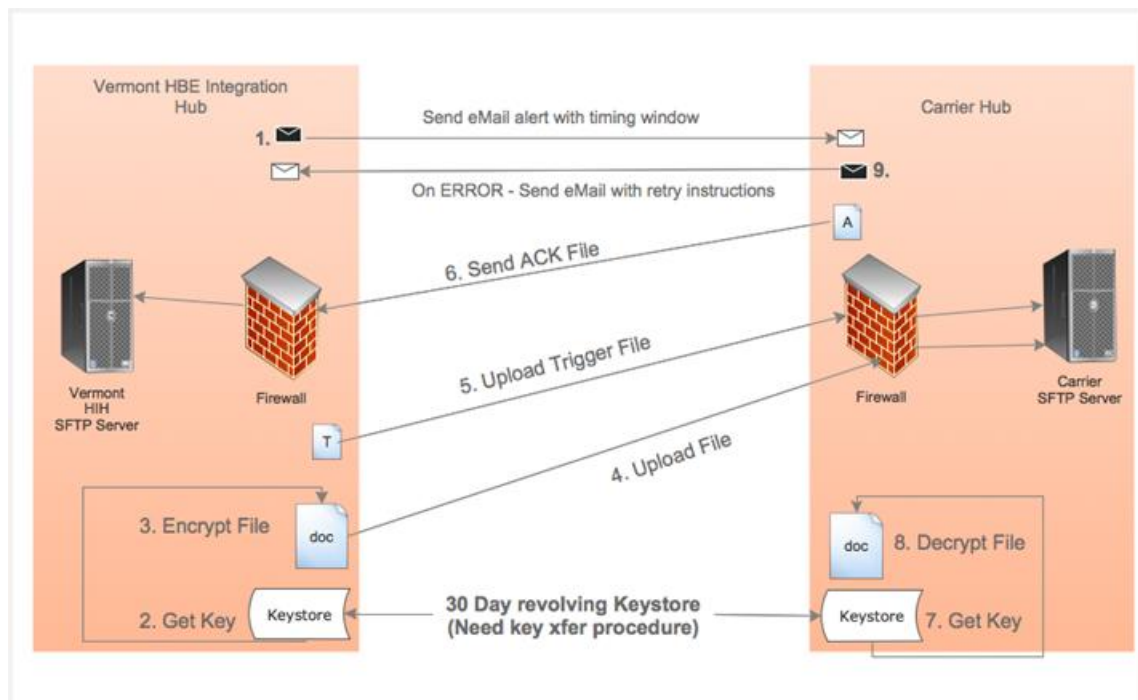 Vermont HBE Integration
Hub
Carrier Hub
1.
Send eMail alert with timing window
9.
On ERROR - Send eMail with retry instructions
A
6. Send ACK File
5. Upload Trigger File
4. Upload File
Vermont
HIH
SFTP Server
Firewall
Firewall
Carrier
SFTP Server
T
3. Encrypt File
doc
doc
8. Decrypt File
2. Get Key
Keystore
30 Day revolving Keystore
(Need key xfer procedure)
Keystore
7. Get Key